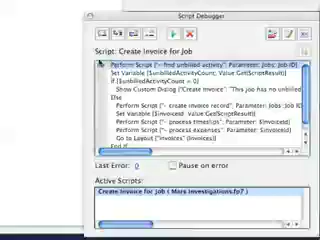 Script Debugger
Script: Create Invoice for Job
Perform Script ["- find unbilled activity"; Parameter: Jobs::Job ID]
Set Variable [$unbilledActivityCount; Value:Get(ScriptResult)]
If [$unbilledActivityCount = 0]
Show Custom Dialog ["This job has no unbilled
Else
Perform Script ["- create invoice record"; Parameter: Jobs::Job ID
Set Variable [$invoiceId; Value:Get(ScriptResult)]
Perform Script ["- process timeslips"; Parameter: $invoiceId]
Perform Script ["- process expenses"; Parameter: $invoiceId]
Go to Layout ["Invoices" (Invoices)]
End If
Last Error: 0
Pause on error
Active Scripts:
Create Invoice for Job ( Mars Investigations.fp7 )